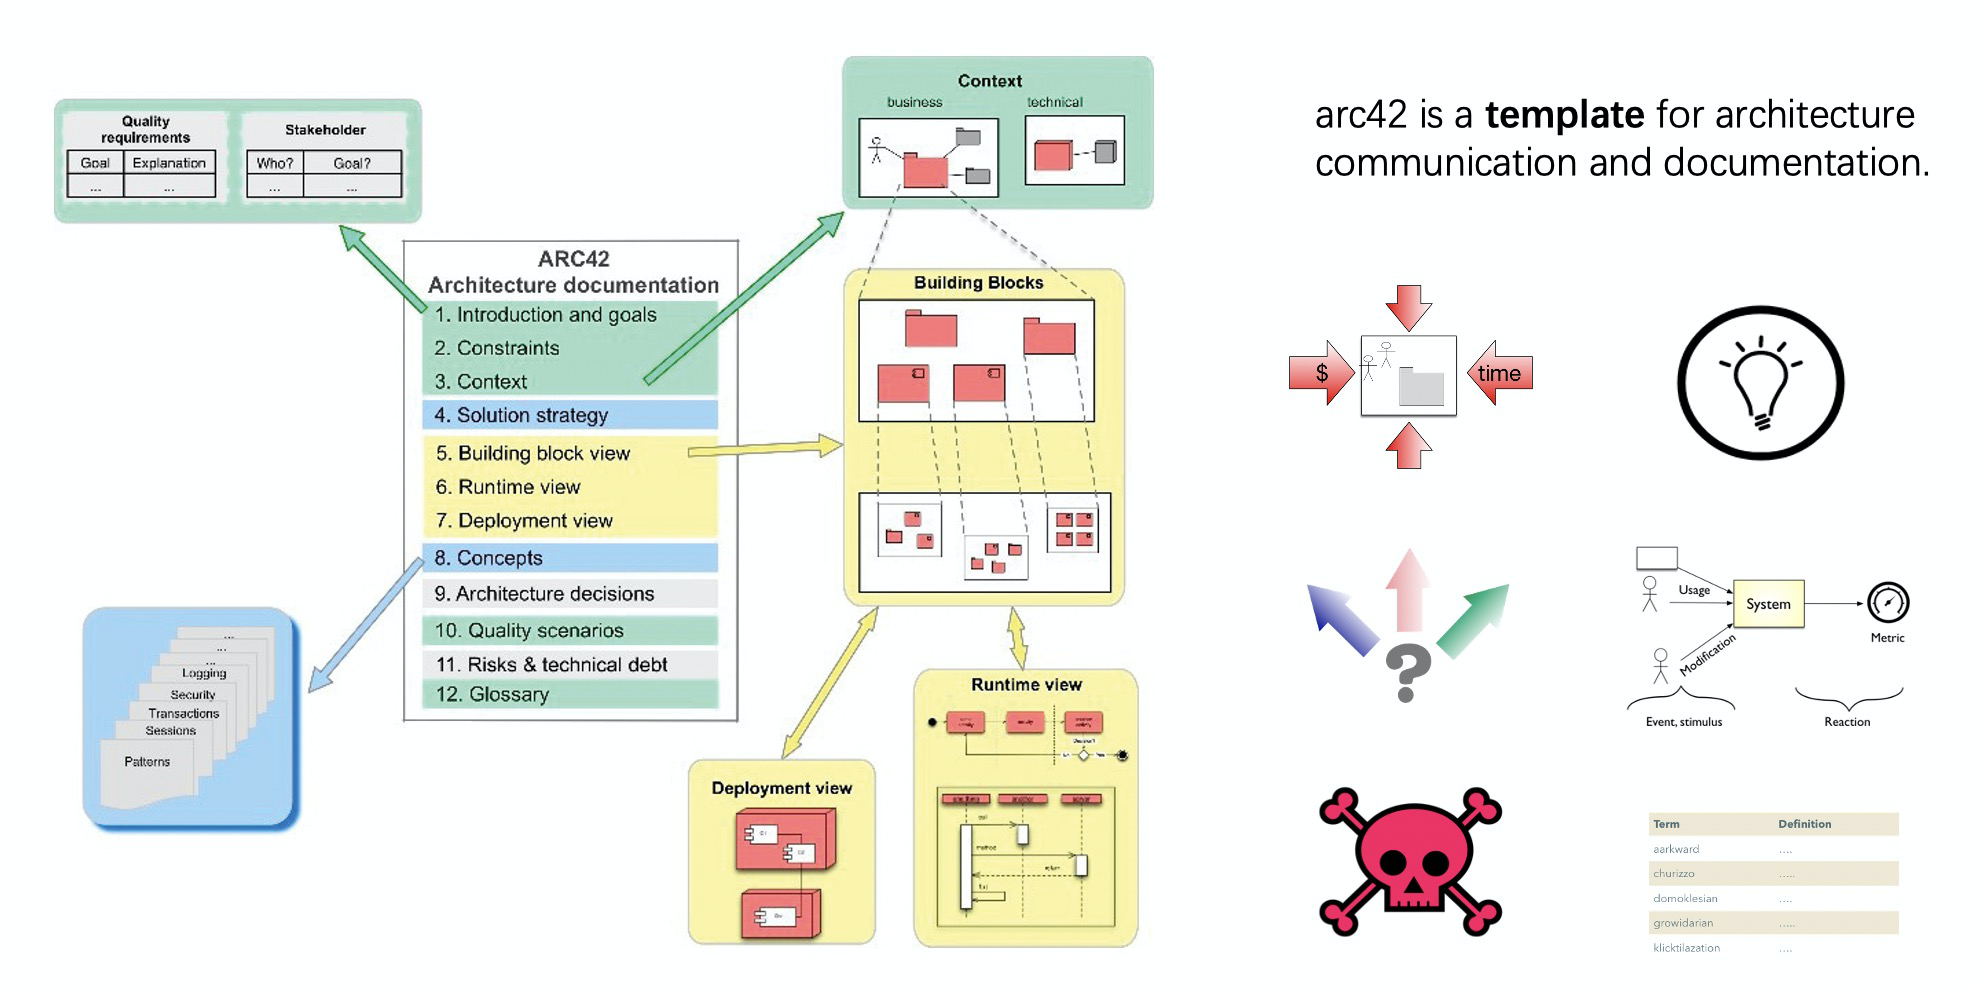 Quality
requirements
Goal Explanation
... ...
Stakeholder
Who? Goal?
... ...
Context
business technical
arc42 is a template for architecture
communication and documentation.
ARC42
Architecture documentation
1. Introduction and goals
2. Constraints
3. Context
4. Solution strategy
5. Building block view
6. Runtime view
7. Deployment view
8. Concepts
9. Architecture decisions
10. Quality scenarios
11. Risks & technical debt
12. Glossary
Building Blocks
...
...
...
Logging
Security
Transactions
Sessions
Patterns
Deployment view
Runtime view
method
return
$ time
?
Usage
System
Modification
Metric
Event, stimulus
Reaction
Term Definition
aarkward ....
churizzo .....
domoklesian ....
growidarian .....
klicktilazation ....